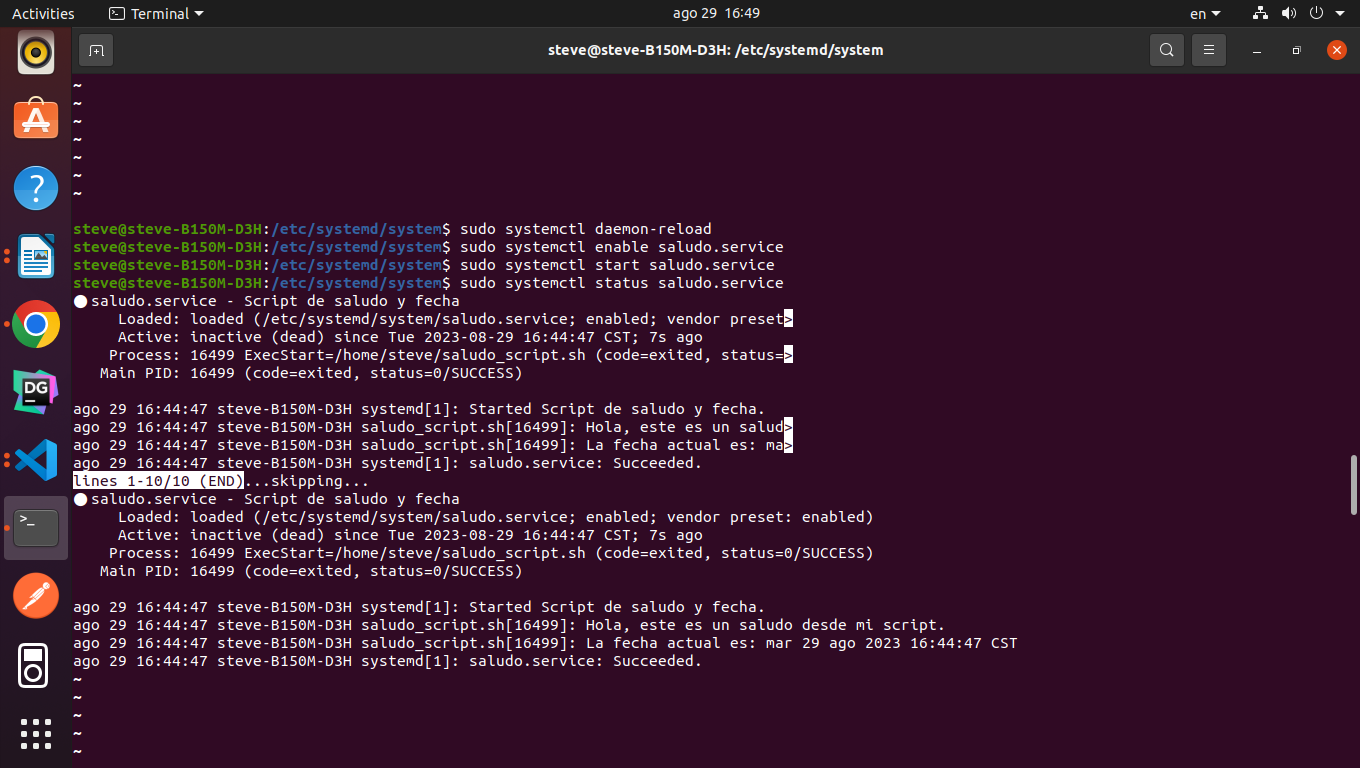 Activities Terminal ago 29 16:49 en
steve@steve-B150M-D3H: /etc/systemd/system
~
~
~
~
~
~
~
steve@steve-B150M-D3H:/etc/systemd/system$ sudo systemctl daemon-reload
steve@steve-B150M-D3H:/etc/systemd/system$ sudo systemctl enable saludo.service
steve@steve-B150M-D3H:/etc/systemd/system$ sudo systemctl start saludo.service
steve@steve-B150M-D3H:/etc/systemd/system$ sudo systemctl status saludo.service
● saludo.service - Script de saludo y fecha
     Loaded: loaded (/etc/systemd/system/saludo.service; enabled; vendor preset>
     Active: inactive (dead) since Tue 2023-08-29 16:44:47 CST; 7s ago
    Process: 16499 ExecStart=/home/steve/saludo_script.sh (code=exited, status=>
   Main PID: 16499 (code=exited, status=0/SUCCESS)
ago 29 16:44:47 steve-B150M-D3H systemd[1]: Started Script de saludo y fecha.
ago 29 16:44:47 steve-B150M-D3H saludo_script.sh[16499]: Hola, este es un salud>
ago 29 16:44:47 steve-B150M-D3H saludo_script.sh[16499]: La fecha actual es: ma>
ago 29 16:44:47 steve-B150M-D3H systemd[1]: saludo.service: Succeeded.
lines 1-10/10 (END)...skipping...
● saludo.service - Script de saludo y fecha
     Loaded: loaded (/etc/systemd/system/saludo.service; enabled; vendor preset: enabled)
     Active: inactive (dead) since Tue 2023-08-29 16:44:47 CST; 7s ago
    Process: 16499 ExecStart=/home/steve/saludo_script.sh (code=exited, status=0/SUCCESS)
   Main PID: 16499 (code=exited, status=0/SUCCESS)
ago 29 16:44:47 steve-B150M-D3H systemd[1]: Started Script de saludo y fecha.
ago 29 16:44:47 steve-B150M-D3H saludo_script.sh[16499]: Hola, este es un saludo desde mi script.
ago 29 16:44:47 steve-B150M-D3H saludo_script.sh[16499]: La fecha actual es: mar 29 ago 2023 16:44:47 CST
ago 29 16:44:47 steve-B150M-D3H systemd[1]: saludo.service: Succeeded.
~
~
~
~
~
A
?
DG
>_